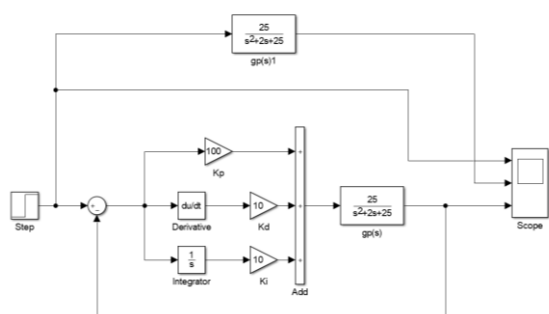 25
s²+2s+25
gp(s)1
100
Kp
+
+_
du/dt
10
+
25
s²+2s+25
Step
Derivative
Kd
gp(s)
Scope
1
s
10
+
Integrator
Ki
Add